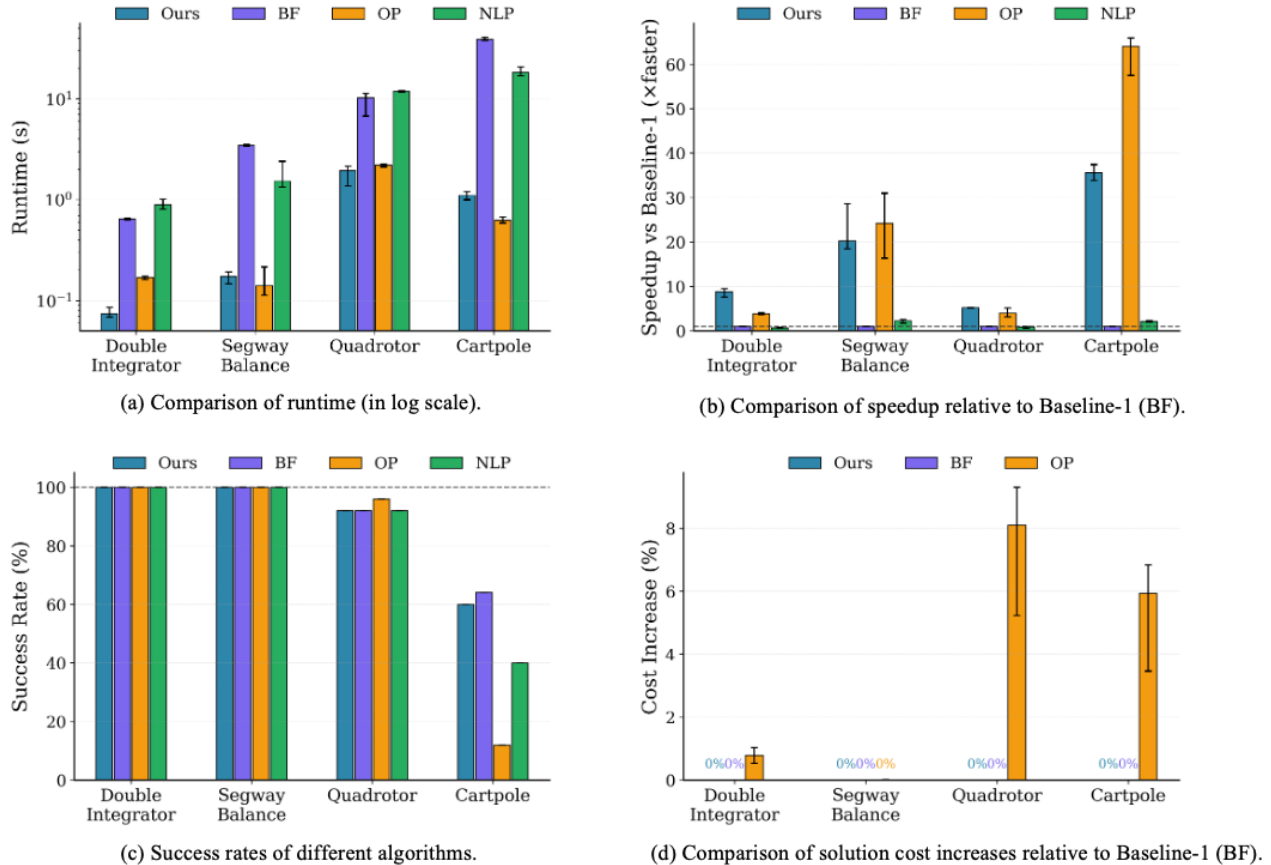 Ours BF OP NLP
Runtime (s)
10¹
10⁰
10⁻¹
Double Integrator
Segway Balance
Quadrotor
Cartpole
(a) Comparison of runtime (in log scale).
Ours BF OP NLP
Speedup vs Baseline-1 (×faster)
60
50
40
30
20
10
0
Double Integrator
Segway Balance
Quadrotor
Cartpole
(b) Comparison of speedup relative to Baseline-1 (BF).
Ours BF OP NLP
Success Rate (%)
100
80
60
40
20
0
Double Integrator
Segway Balance
Quadrotor
Cartpole
(c) Success rates of different algorithms.
Ours BF OP
Cost Increase (%)
8
6
4
2
0
0%0%
0%0%0%
0%0%
0%0%
Double Integrator
Segway Balance
Quadrotor
Cartpole
(d) Comparison of solution cost increases relative to Baseline-1 (BF).